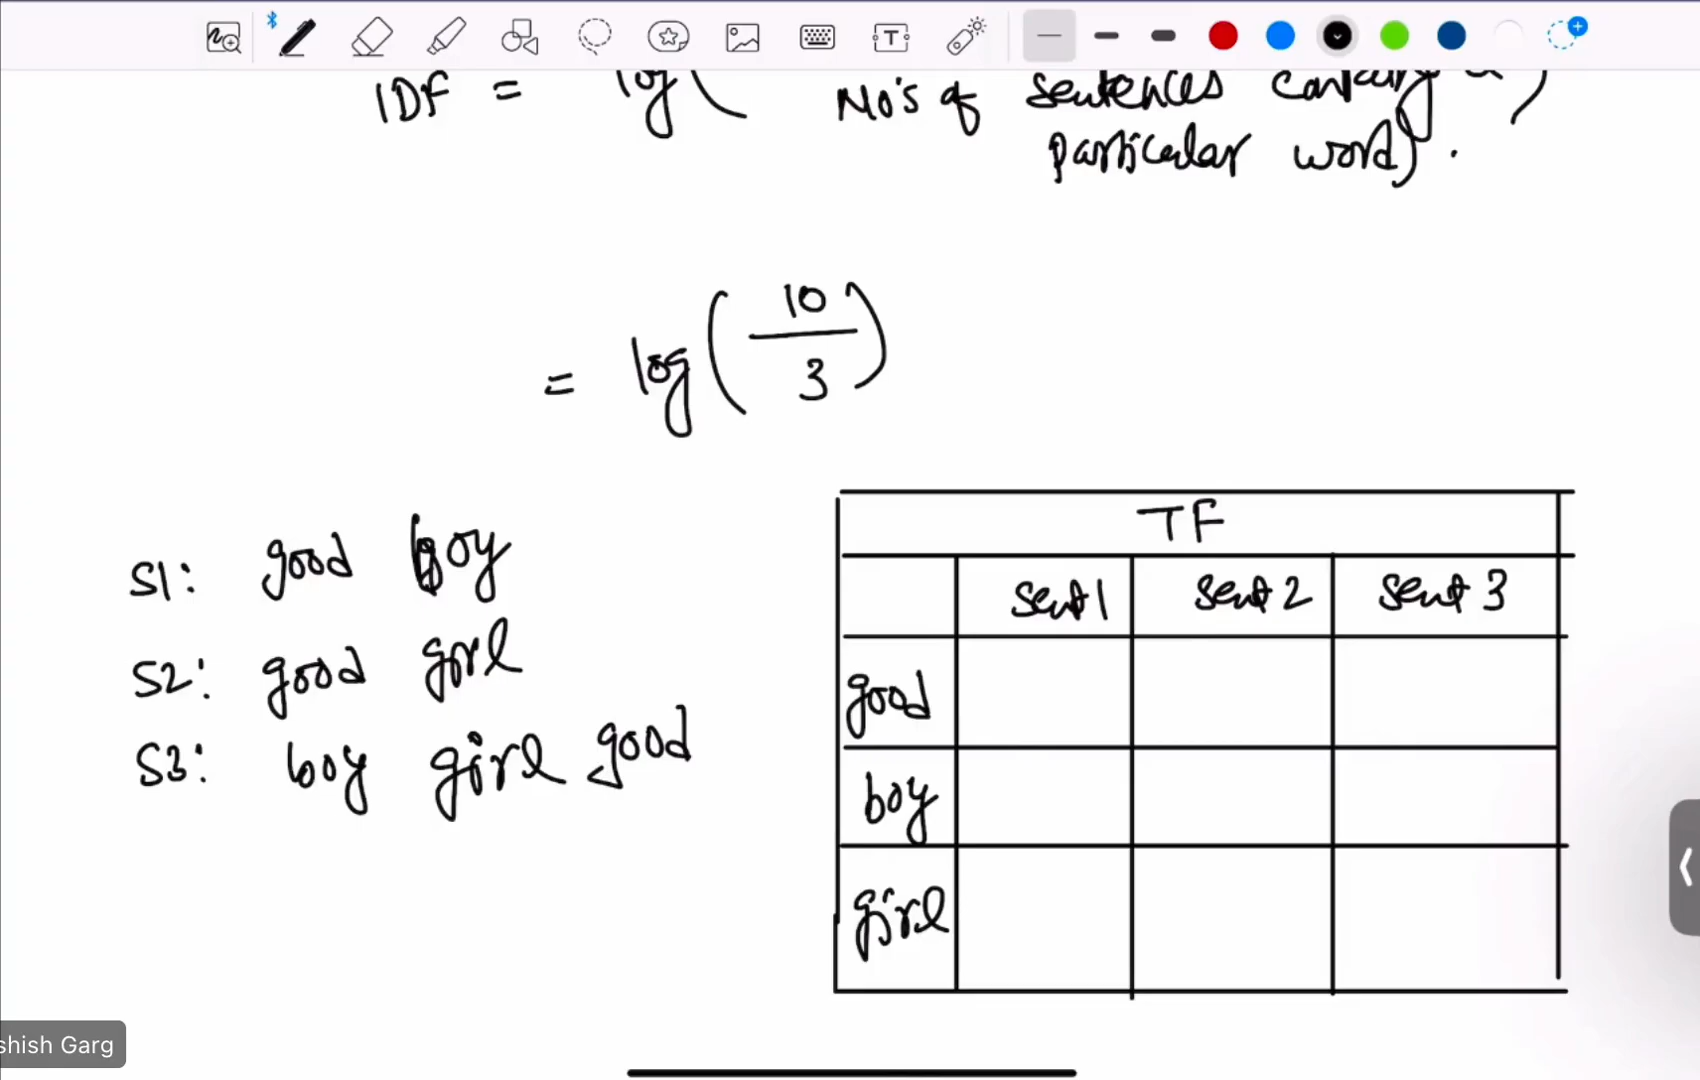 IDF = log( No's of sentences containing a )
particular word) .
= log( 10
3 )
S1: good boy
S2: good girl
S3: boy girl good
TF
sent 1 sent 2 sent 3
good
boy
girl
shish Garg
T